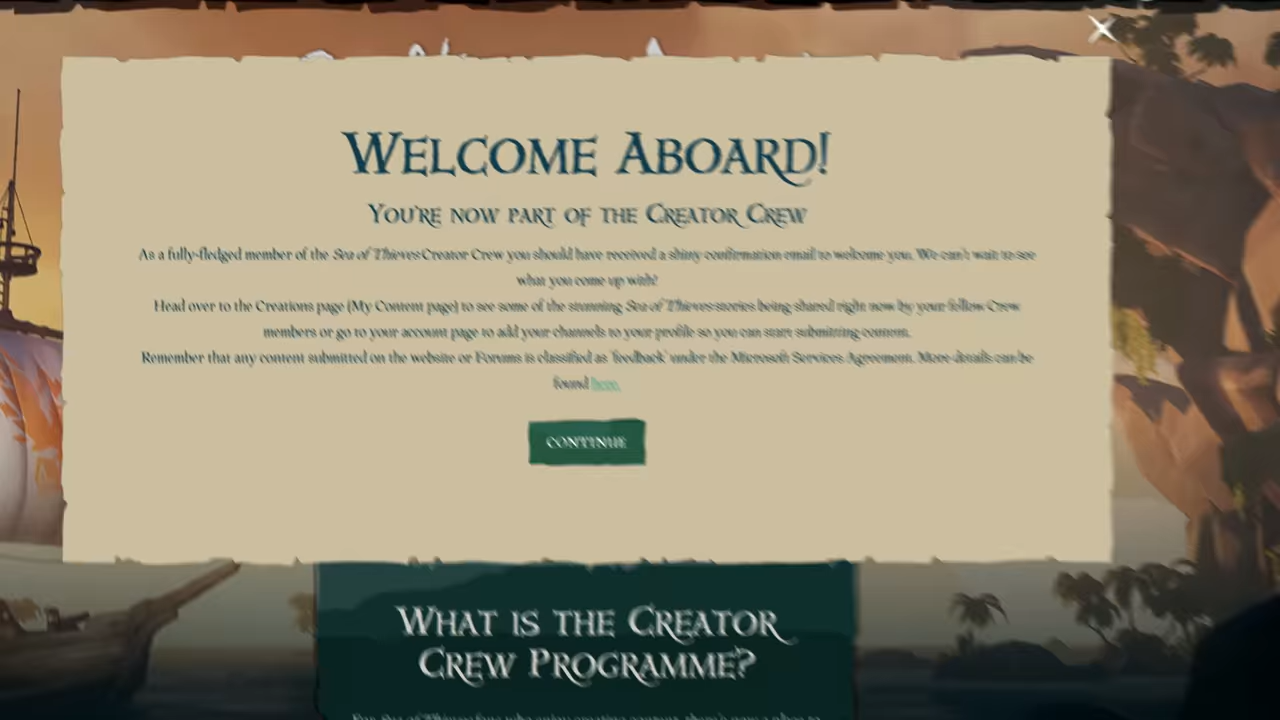 Welcome Aboard!
You're now part of the Creator Crew
As a fully-fledged member of the Sea of Thieves Creator Crew you should have received a shiny confirmation email to welcome you. We can't wait to see
what you come up with!
Head over to the Creations page (My Content page) to see some of the stunning Sea of Thieves stories being shared right now by your fellow Crew
members or go to your account page to add your channels to your profile so you can start submitting content.
Remember that any content submitted on the website or Forums is classified as 'feedback' under the Microsoft Services Agreement. More details can be
found here.
CONTINUE
What is the Creator
Crew Programme?